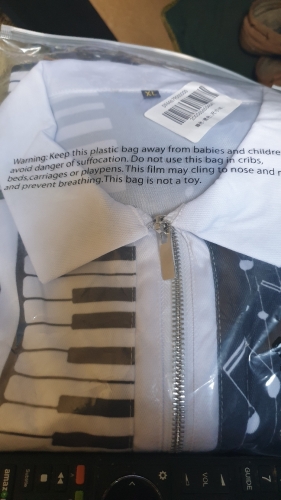 XL
Warning: Keep this plastic bag away from babies and childre
avoid danger of suffocation. Do not use this bag in cribs,
beds,carriages or playpens.This film may cling to nose and
and prevent breathing.This bag is not a toy.
amazo
VOL
GUIDE
7